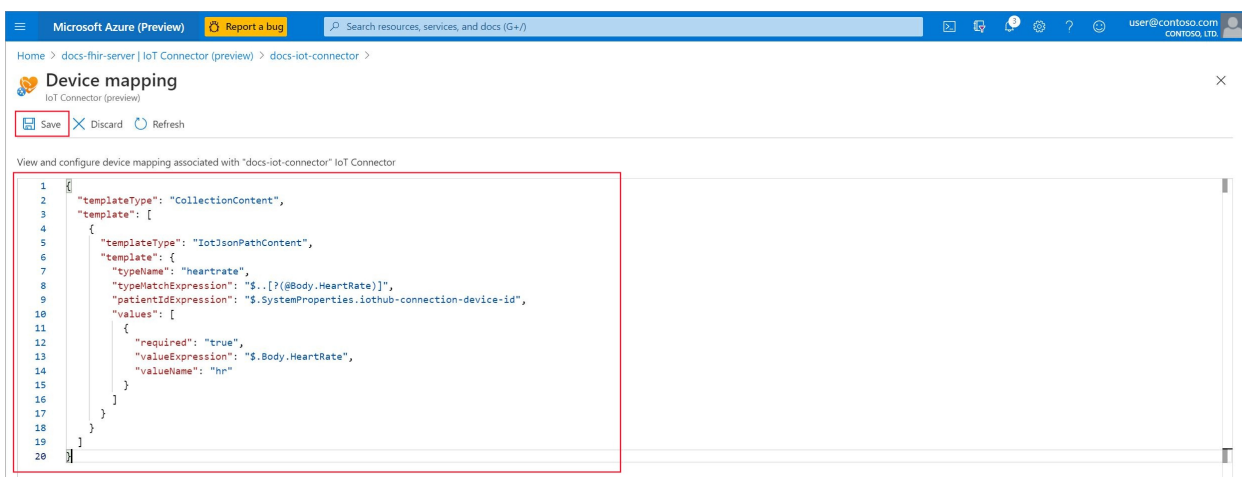 Microsoft Azure (Preview) Report a bug Search resources, services, and docs (G+/) 3 user@contoso.com
CONTOSO, LTD.
Home > docs-fhir-server | IoT Connector (preview) > docs-iot-connector >
Device mapping
IoT Connector (preview)
Save Discard Refresh
View and configure device mapping associated with "docs-iot-connector" IoT Connector
1 {
2 "templateType": "CollectionContent",
3 "template": [
4 {
5 "templateType": "IotJsonPathContent",
6 "template": {
7 "typeName": "heartrate",
8 "typeMatchExpression": "$..[?(@Body.HeartRate)]",
9 "patientIdExpression": "$.SystemProperties.iothub-connection-device-id",
10 "values": [
11 {
12 "required": "true",
13 "valueExpression": "$.Body.HeartRate",
14 "valueName": "hr"
15 }
16 ]
17 }
18 }
19 ]
20 }